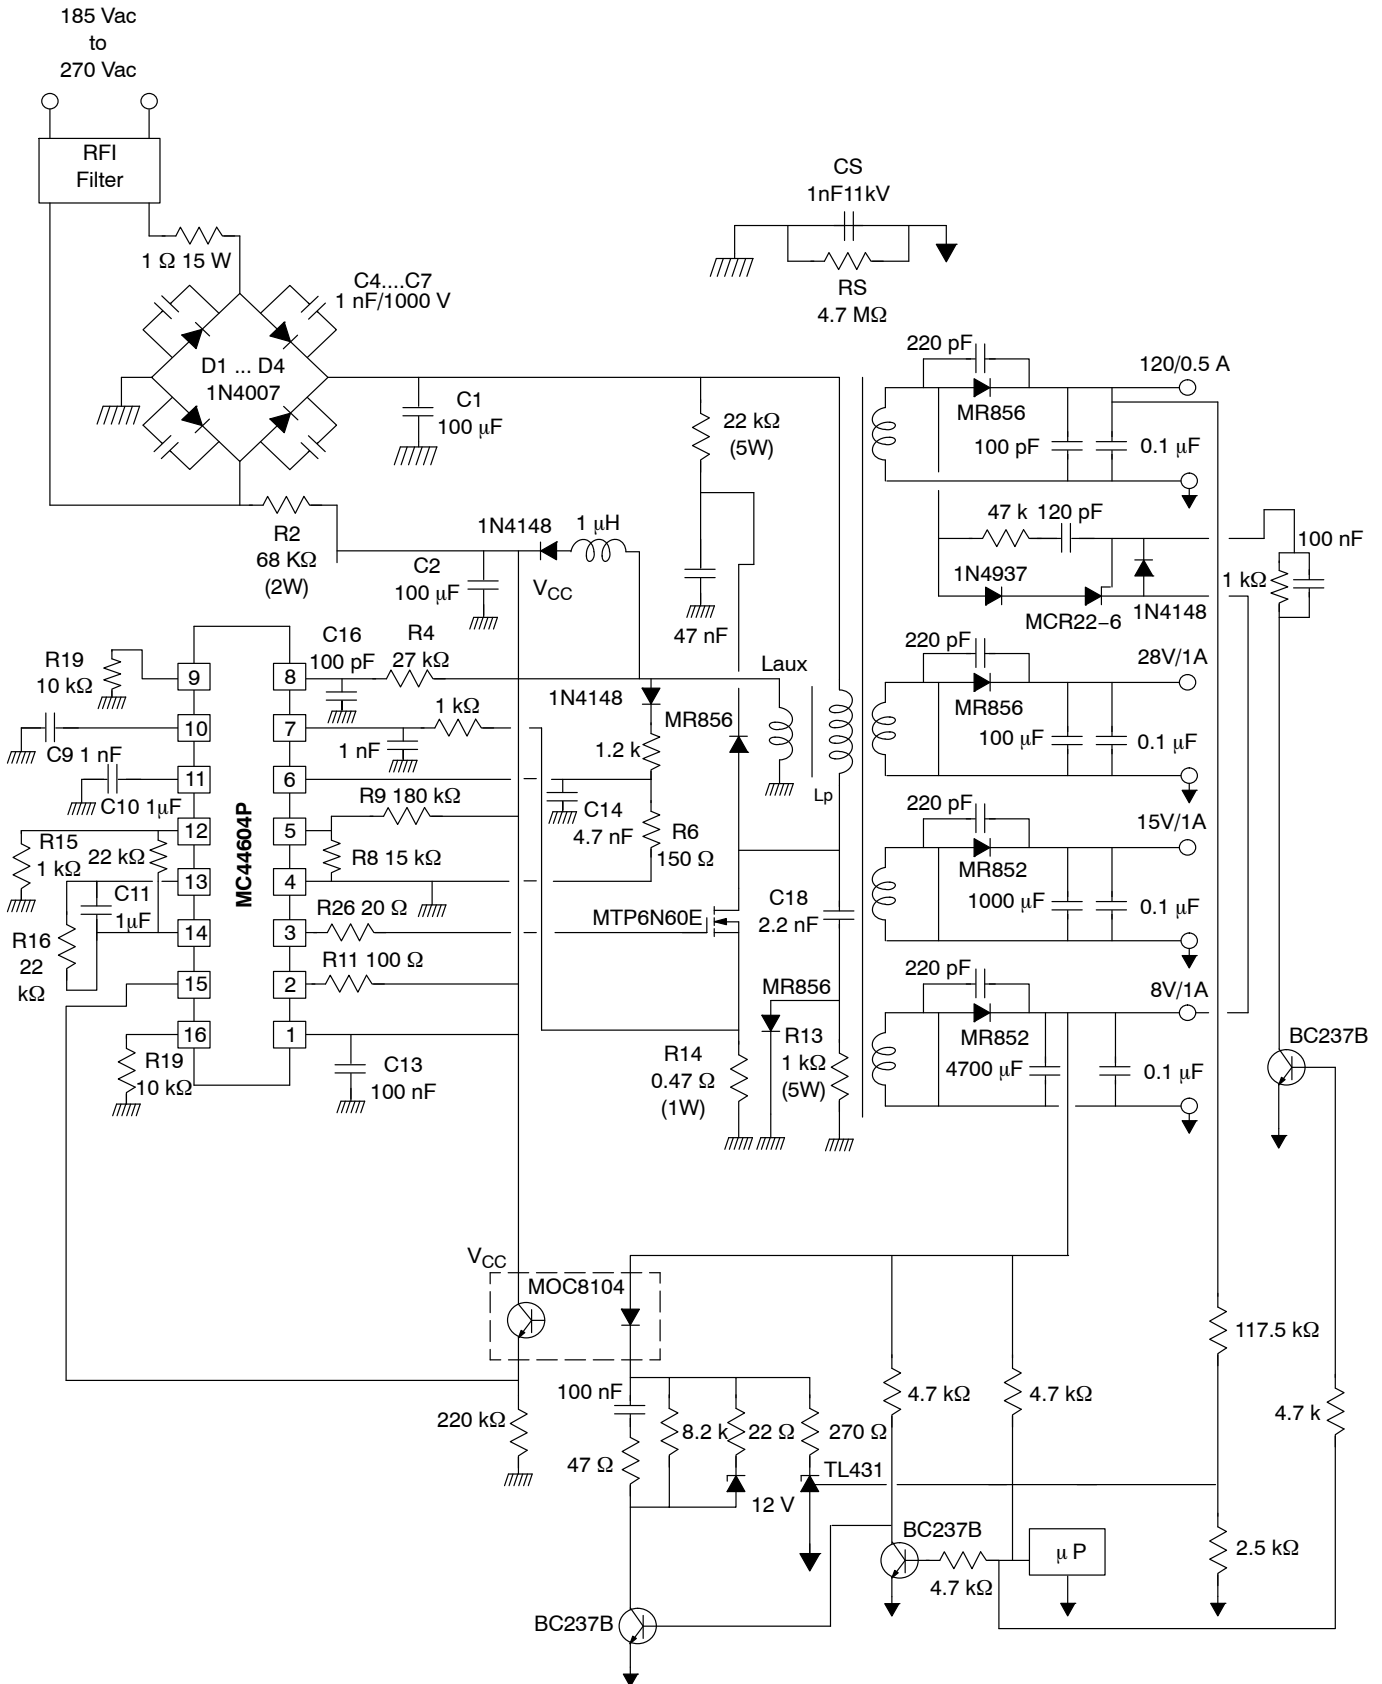 185 Vac
to
270 Vac
RFI
Filter
1 Ω 15 W
C4....C7
1 nF/1000 V
D1 ... D4
1N4007
CS
1nF11kV
RS
4.7 MΩ
C1
100 µF
22 kΩ
(5W)
47 nF
R2
68 KΩ
(2W)
1N4148
1 µH
C2
100 µF
VCC
220 pF
MR856
120/0.5 A
100 pF
0.1 µF
47 k
120 pF
1N4937
MCR22–6
1N4148
100 nF
1 kΩ
R19
10 kΩ
C9 1 nF
C10 1µF
R15
1 kΩ
22 kΩ
C11
1µF
R16
22
kΩ
R19
10 kΩ
9
10
11
12
13
14
15
16
MC44604P
8
7
6
5
4
3
2
1
C16
100 pF
R4
27 kΩ
1 kΩ
1 nF
R9 180 kΩ
R8 15 kΩ
R26 20 Ω
R11 100 Ω
C13
100 nF
1N4148
MR856
1.2 k
C14
4.7 nF
R6
150 Ω
Laux
Lp
MTP6N60E
C18
2.2 nF
MR856
R14
0.47 Ω
(1W)
R13
1 kΩ
(5W)
220 pF
MR856
28V/1A
100 µF
0.1 µF
220 pF
MR852
15V/1A
1000 µF
0.1 µF
220 pF
MR852
8V/1A
4700 µF
0.1 µF
BC237B
VCC
MOC8104
220 kΩ
100 nF
47 Ω
8.2 k
22 Ω
270 Ω
12 V
TL431
4.7 kΩ
4.7 kΩ
117.5 kΩ
4.7 k
BC237B
4.7 kΩ
µ P
2.5 kΩ
BC237B